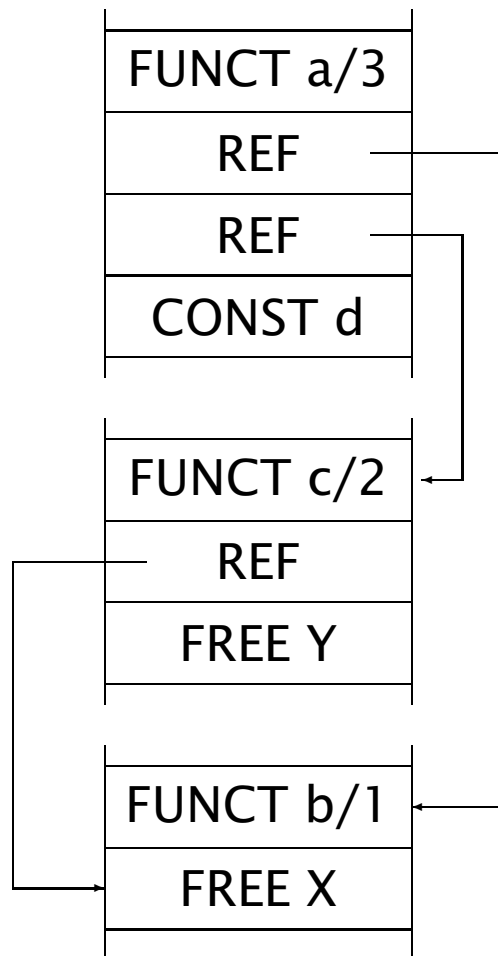 FUNCT a/3
REF
REF
CONST d
FUNCT c/2
REF
FREE Y
FUNCT b/1
FREE X